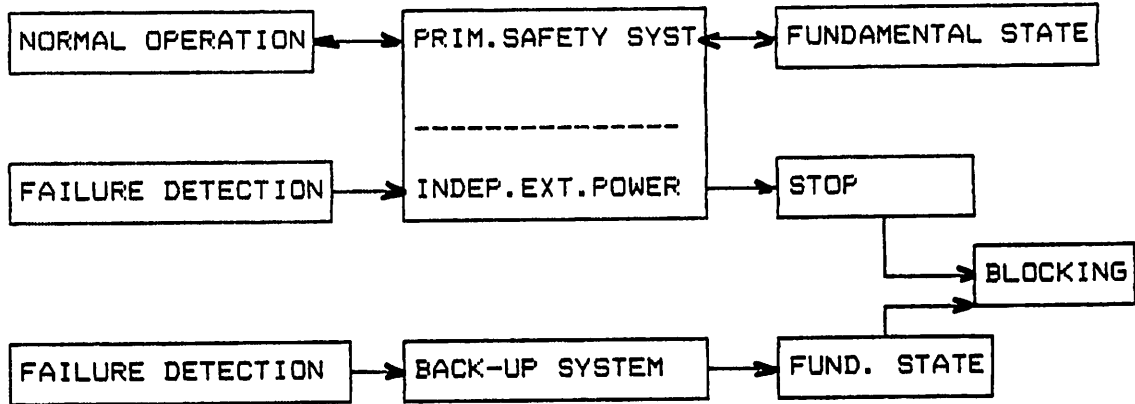 NORMAL OPERATION
PRIM.SAFETY SYST
FUNDAMENTAL STATE
FAILURE DETECTION
INDEP.EXT.POWER
STOP
BLOCKING
FAILURE DETECTION
BACK-UP SYSTEM
FUND. STATE